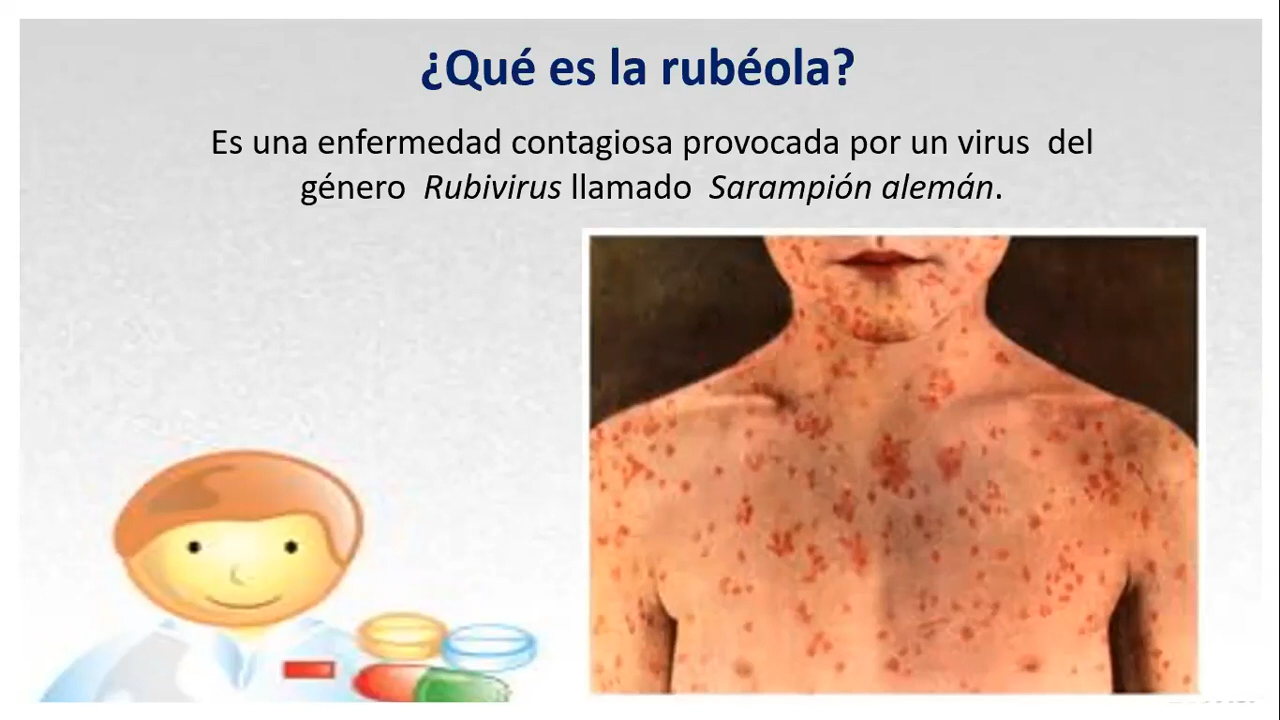 ¿Qué es la rubéola?
Es una enfermedad contagiosa provocada por un virus del
género Rubivirus llamado Sarampión alemán.